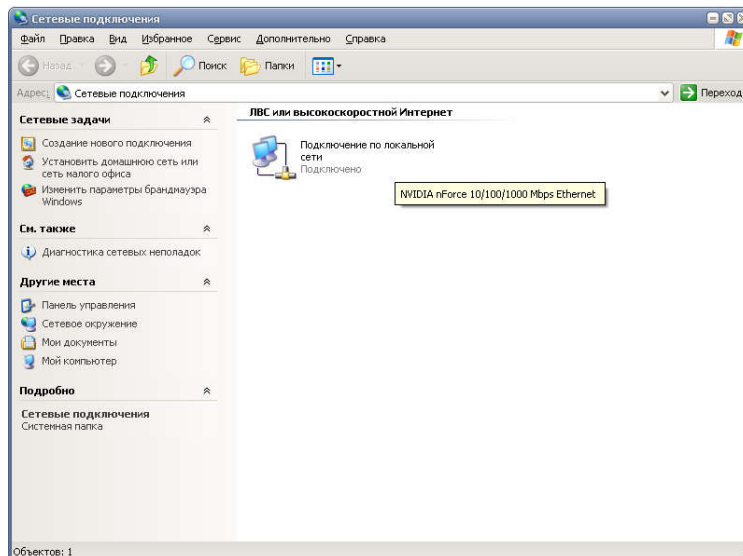 Сетевые подключения
Файл Правка Вид Избранное Сервис Дополнительно Справка
Назад Поиск Папки
Адрес: Сетевые подключения Переход
Сетевые задачи
Создание нового подключения
Установить домашнюю сеть или
сеть малого офиса
Изменить параметры брандмауэра
Windows
См. также
Диагностика сетевых неполадок
Другие места
Панель управления
Сетевое окружение
Мои документы
Мой компьютер
Подробно
Сетевые подключения
Системная папка
ЛВС или высокоскоростной Интернет
Подключение по локальной
сети
Подключено
NVIDIA nForce 10/100/1000 Mbps Ethernet
Объектов: 1